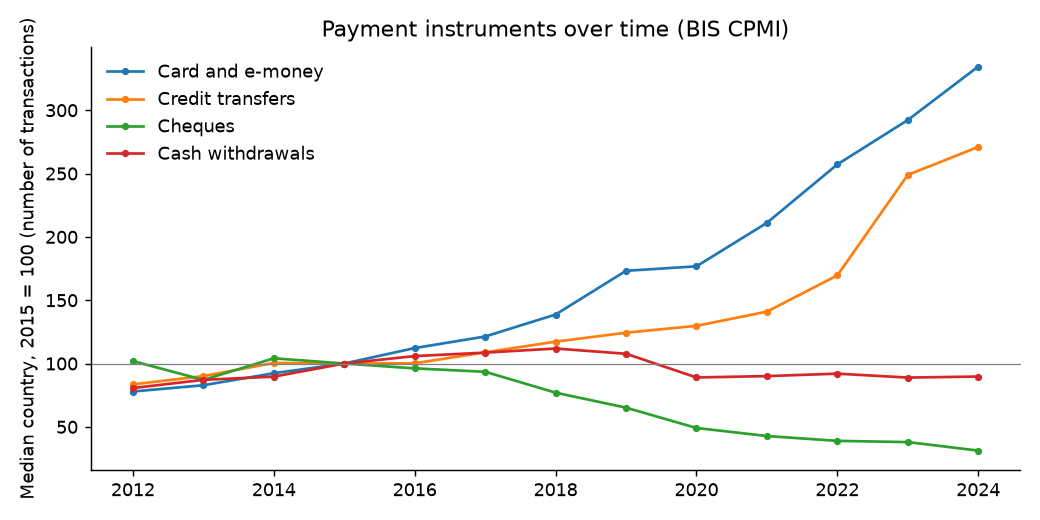 Payment instruments over time (BIS CPMI)
Median country, 2015 = 100 (number of transactions)
Card and e-money
Credit transfers
Cheques
Cash withdrawals
300
250
200
150
100
50
2012
2014
2016
2018
2020
2022
2024